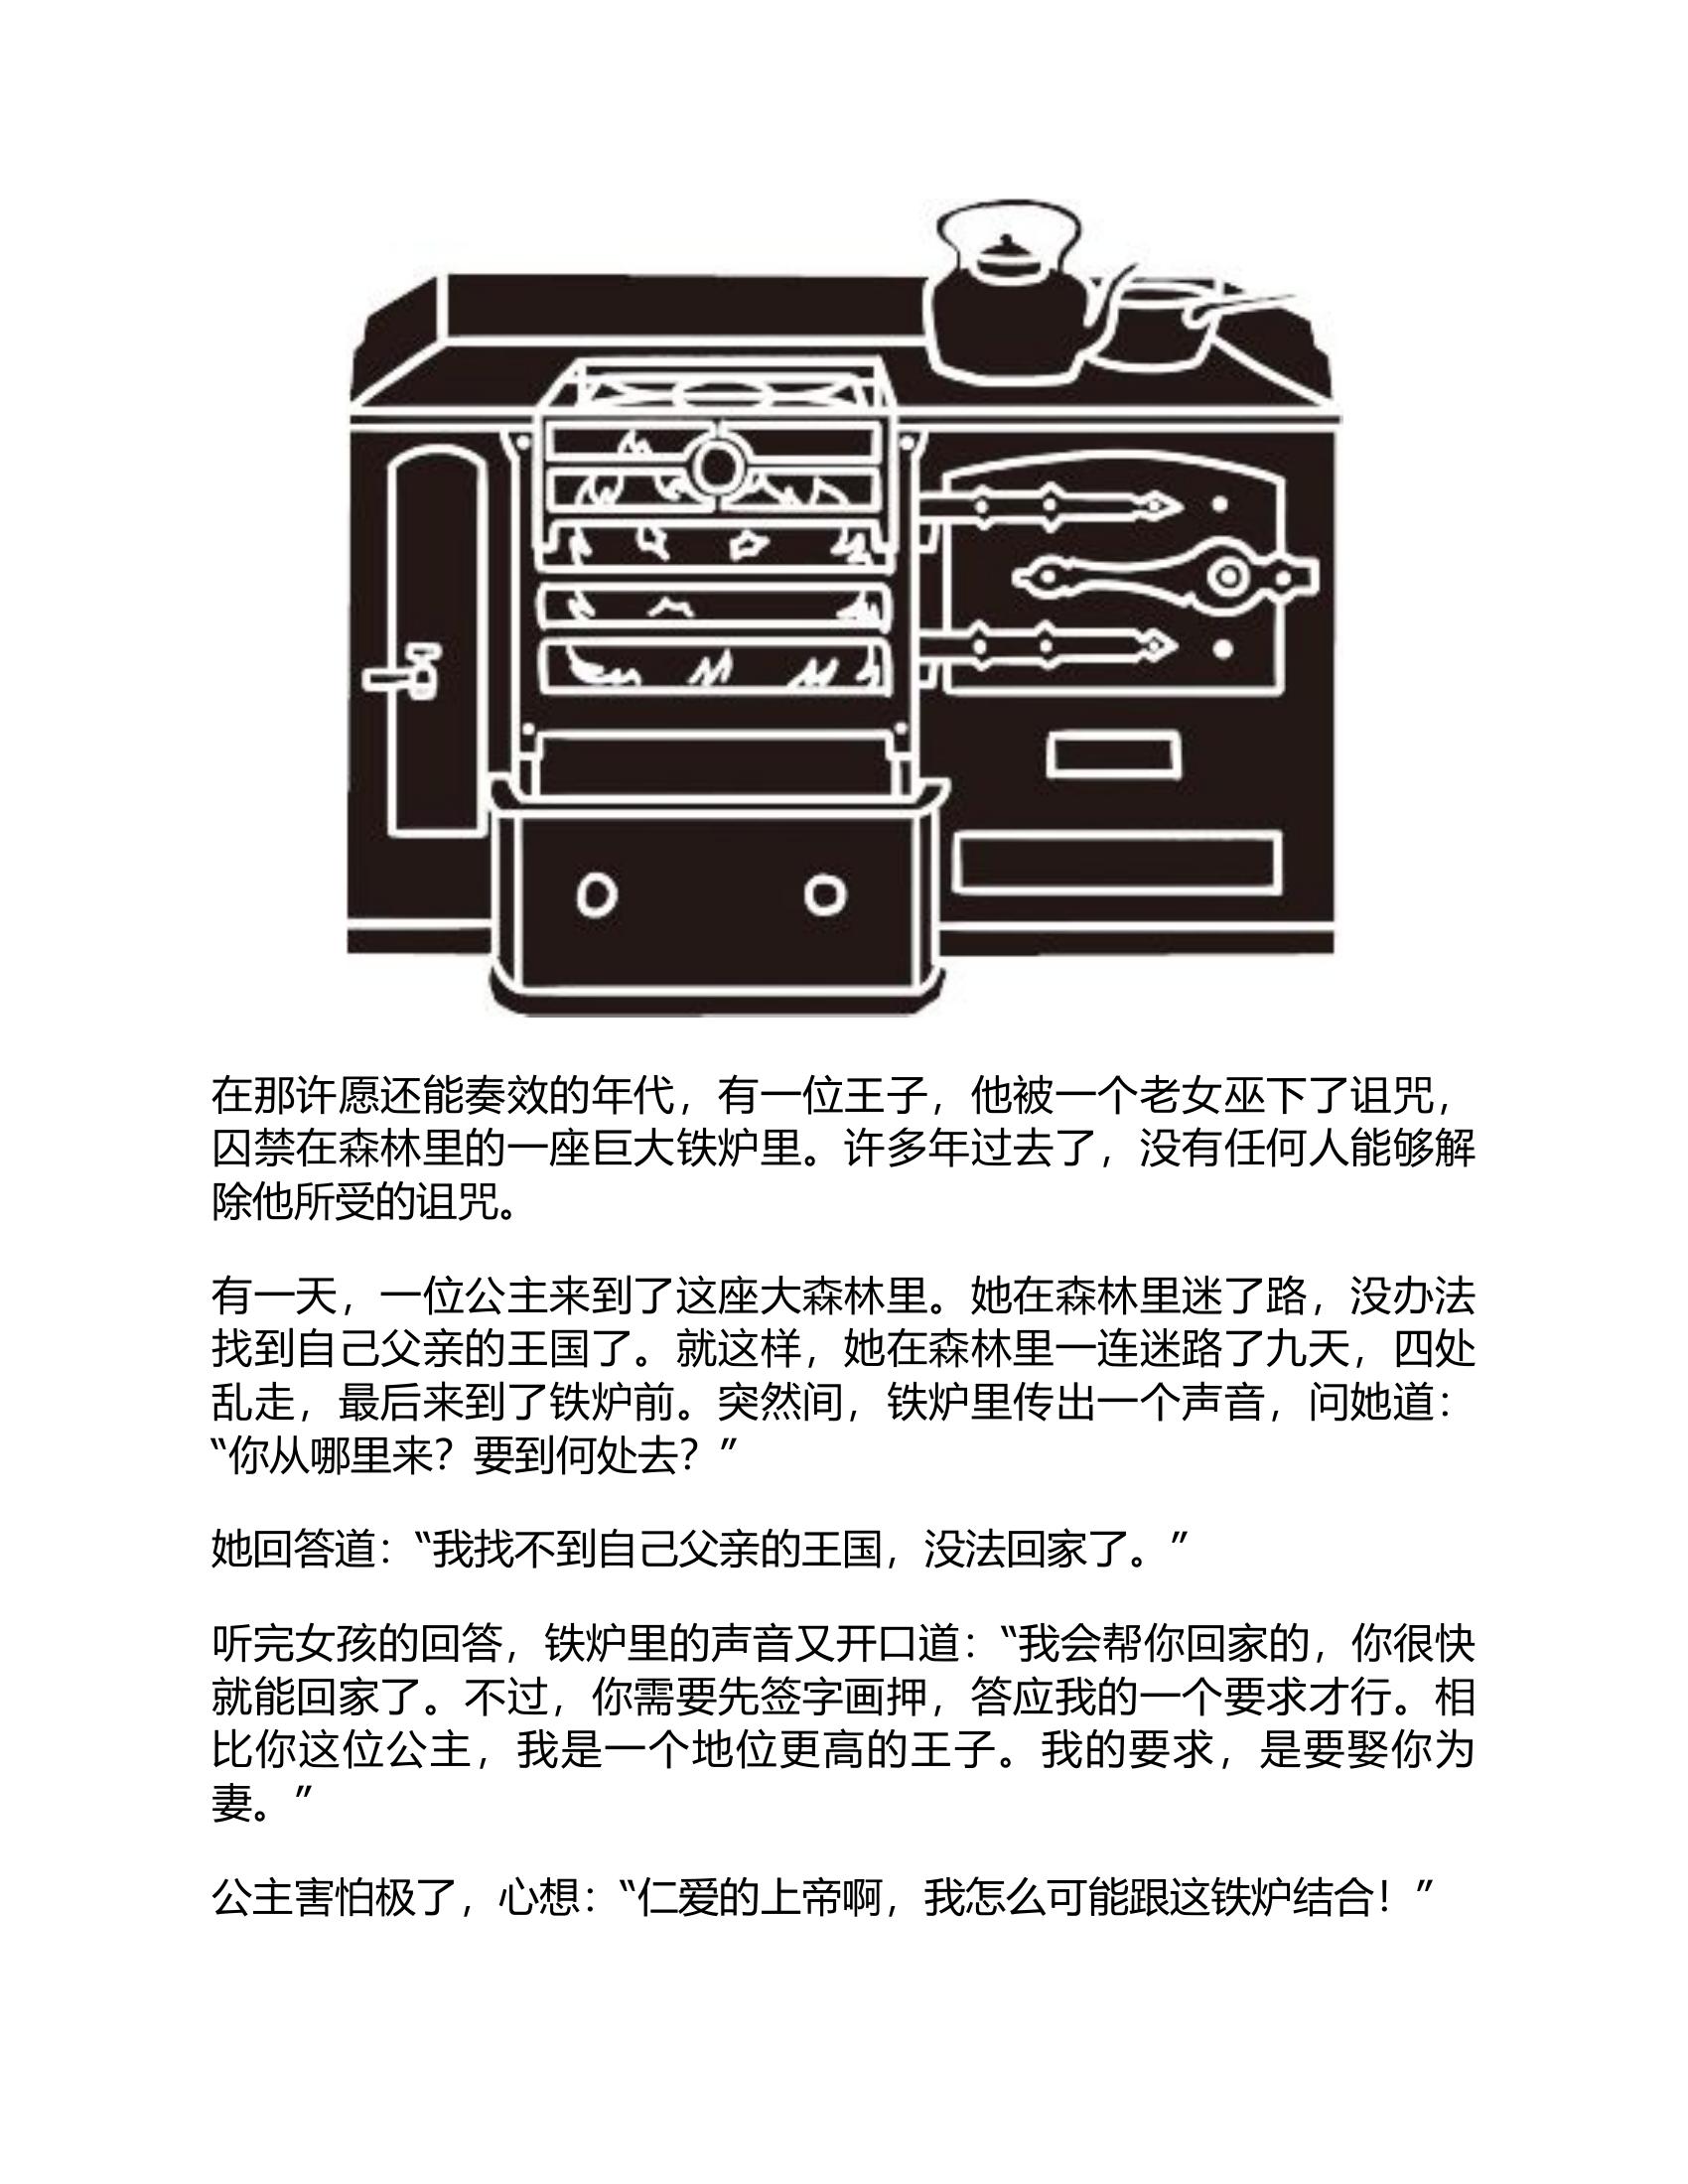 在那许愿还能奏效的年代，有一位王子，他被一个老女巫下了诅咒，
囚禁在森林里的一座巨大铁炉里。许多年过去了，没有任何人能够解
除他所受的诅咒。
有一天，一位公主来到了这座大森林里。她在森林里迷了路，没办法
找到自己父亲的王国了。就这样，她在森林里一连迷路了九天，四处
乱走，最后来到了铁炉前。突然间，铁炉里传出一个声音，问她道：
“你从哪里来？要到何处去？”
她回答道：“我找不到自己父亲的王国，没法回家了。”
听完女孩的回答，铁炉里的声音又开口道：“我会帮你回家的，你很快
就能回家了。不过，你需要先签字画押，答应我的一个要求才行。相
比你这位公主，我是一个地位更高的王子。我的要求，是要娶你为
妻。”
公主害怕极了，心想：“仁爱的上帝啊，我怎么可能跟这铁炉结合！”